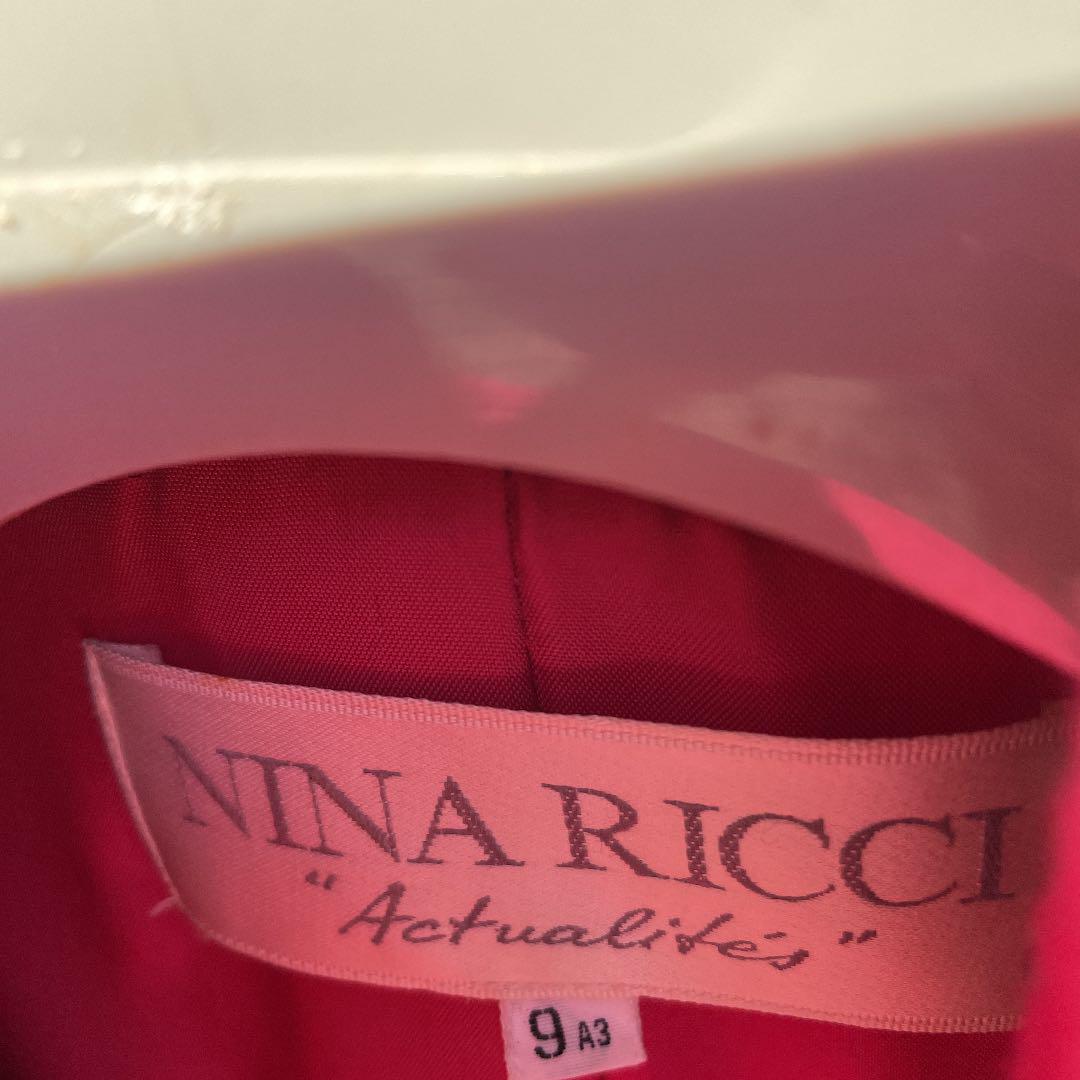 NINA RICCI
"Actualités"
9 A3